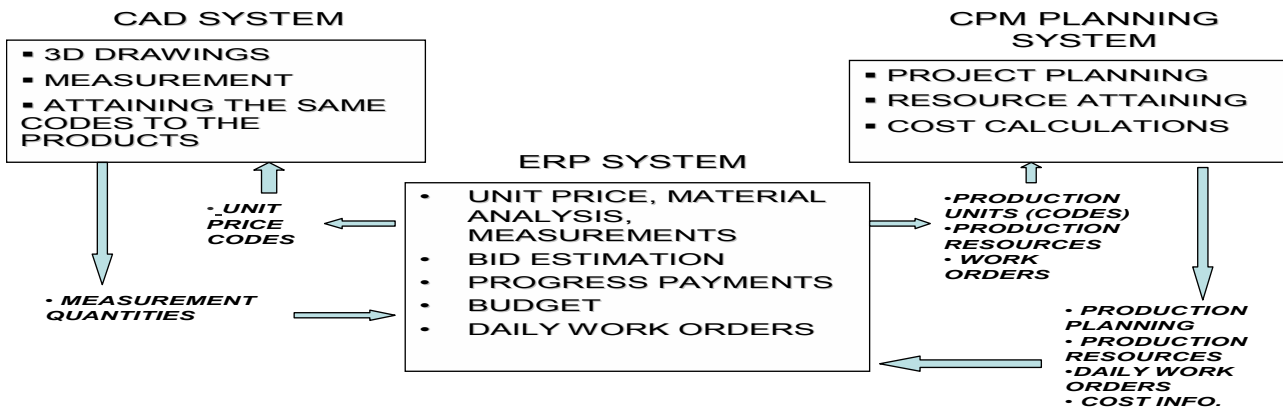 CAD SYSTEM
▪ 3D DRAWINGS
▪ MEASUREMENT
▪ ATTAINING THE SAME
CODES TO THE
PRODUCTS
• UNIT
PRICE
CODES
• MEASUREMENT
QUANTITIES
ERP SYSTEM
• UNIT PRICE, MATERIAL
ANALYSIS,
MEASUREMENTS
• BID ESTIMATION
• PROGRESS PAYMENTS
• BUDGET
• DAILY WORK ORDERS
CPM PLANNING
SYSTEM
▪ PROJECT PLANNING
▪ RESOURCE ATTAINING
▪ COST CALCULATIONS
•PRODUCTION
UNITS (CODES)
•PRODUCTION
RESOURCES
• WORK
ORDERS
• PRODUCTION
PLANNING
• PRODUCTION
RESOURCES
•DAILY WORK
ORDERS
• COST INFO.